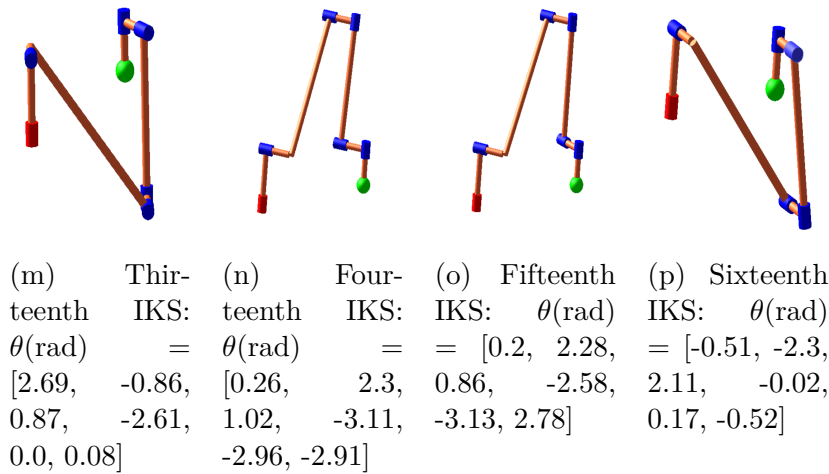 (m) Thir-
teenth IKS:
θ(rad) =
[2.69, -0.86,
0.87, -2.61,
0.0, 0.08]
(n) Four-
teenth IKS:
θ(rad) =
[0.26, 2.3,
1.02, -3.11,
-2.96, -2.91]
(o) Fifteenth
IKS: θ(rad)
= [0.2, 2.28,
0.86, -2.58,
-3.13, 2.78]
(p) Sixteenth
IKS: θ(rad)
= [-0.51, -2.3,
2.11, -0.02,
0.17, -0.52]